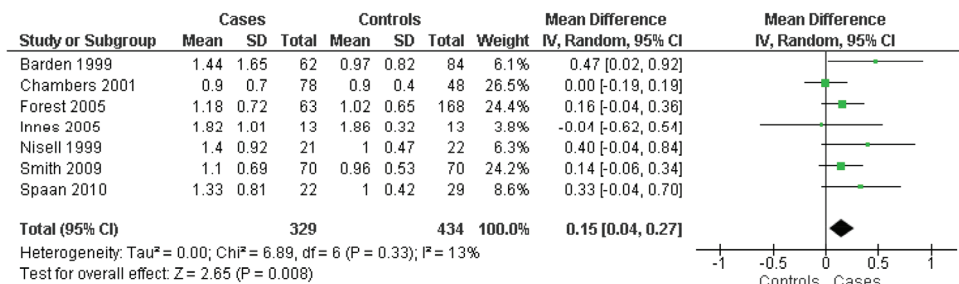 Cases Controls Mean Difference Mean Difference
Study or Subgroup Mean SD Total Mean SD Total Weight IV, Random, 95% CI IV, Random, 95% CI
Barden 1999 1.44 1.65 62 0.97 0.82 84 6.1% 0.47 [0.02, 0.92]
Chambers 2001 0.9 0.7 78 0.9 0.4 48 26.5% 0.00 [-0.19, 0.19]
Forest 2005 1.18 0.72 63 1.02 0.65 168 24.4% 0.16 [-0.04, 0.36]
Innes 2005 1.82 1.01 13 1.86 0.32 13 3.8% -0.04 [-0.62, 0.54]
Nisell 1999 1.4 0.92 21 1 0.47 22 6.3% 0.40 [-0.04, 0.84]
Smith 2009 1.1 0.69 70 0.96 0.53 70 24.2% 0.14 [-0.06, 0.34]
Spaan 2010 1.33 0.81 22 1 0.42 29 8.6% 0.33 [-0.04, 0.70]
Total (95% CI) 329 434 100.0% 0.15 [0.04, 0.27]
Heterogeneity: Tau² = 0.00; Chi² = 6.89, df = 6 (P = 0.33); I² = 13%
Test for overall effect: Z = 2.65 (P = 0.008)
-1 -0.5 0 0.5 1
Controls Cases